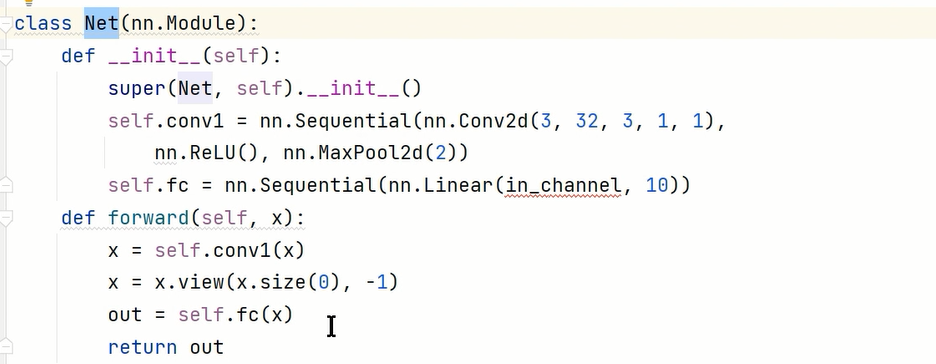 class Net(nn.Module):
    def __init__(self):
        super(Net, self).__init__()
        self.conv1 = nn.Sequential(nn.Conv2d(3, 32, 3, 1, 1),
            nn.ReLU(), nn.MaxPool2d(2))
        self.fc = nn.Sequential(nn.Linear(in_channel, 10))
    def forward(self, x):
        x = self.conv1(x)
        x = x.view(x.size(0), -1)
        out = self.fc(x)
        return out